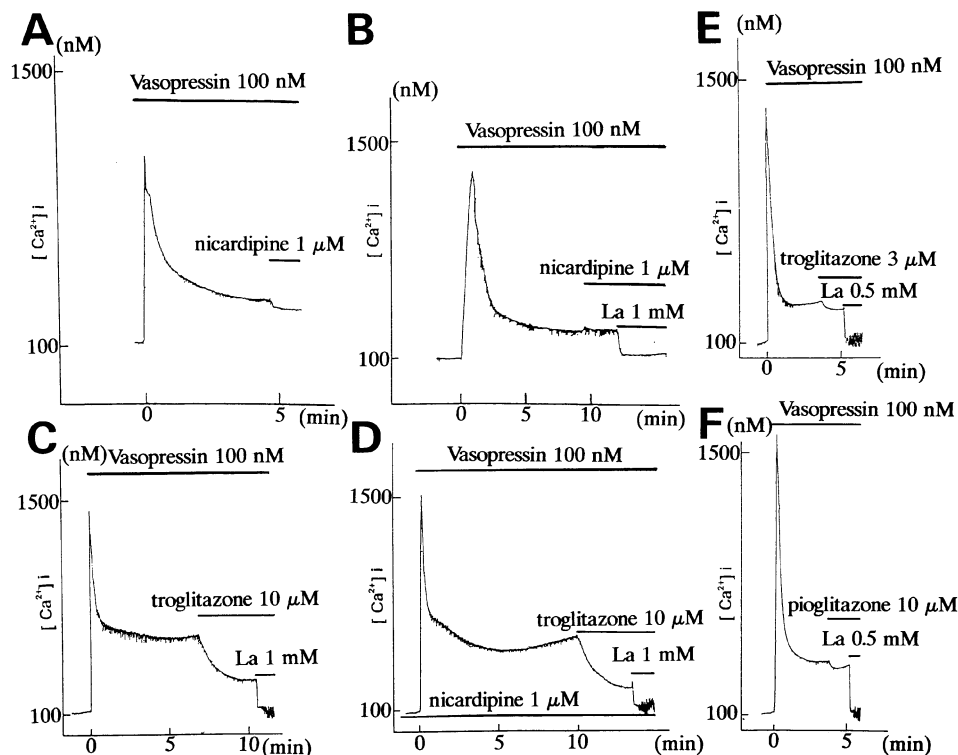 A
(nM)
1500
Vasopressin 100 nM
nicardipine 1 μM
[ Ca²⁺] i
100
0
5
(min)
B
(nM)
1500
Vasopressin 100 nM
nicardipine 1 μM
La 1 mM
[ Ca²⁺] i
100
0
5
10
(min)
E
(nM)
Vasopressin 100 nM
1500
troglitazone 3 μM
La 0.5 mM
[ Ca²⁺] i
100
0
5
(min)
C
(nM)
Vasopressin 100 nM
1500
troglitazone 10 μM
La 1 mM
[ Ca²⁺] i
100
0
5
10
(min)
D
Vasopressin 100 nM
1500
troglitazone 10 μM
La 1 mM
nicardipine 1 μM
[ Ca²⁺] i
100
0
5
10
(min)
F
Vasopressin 100 nM
(nM)
1500
pioglitazone 10 μM
La 0.5 mM
[ Ca²⁺] i
100
0
5
(min)